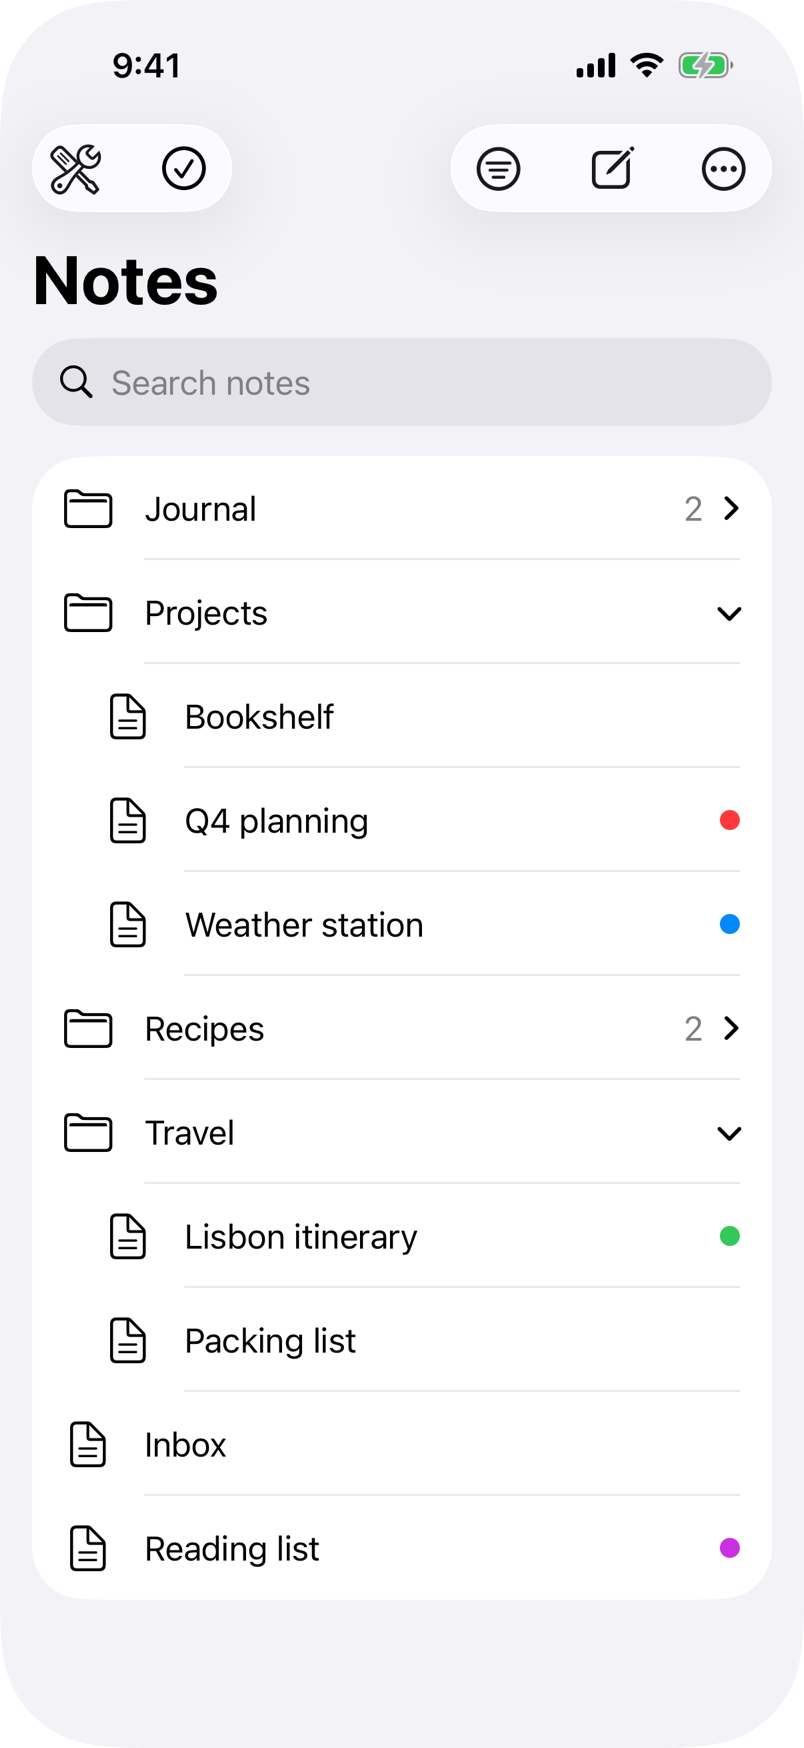 9:41
Notes
Search notes
Journal 2
Projects
Bookshelf
Q4 planning
Weather station
Recipes 2
Travel
Lisbon itinerary
Packing list
Inbox
Reading list